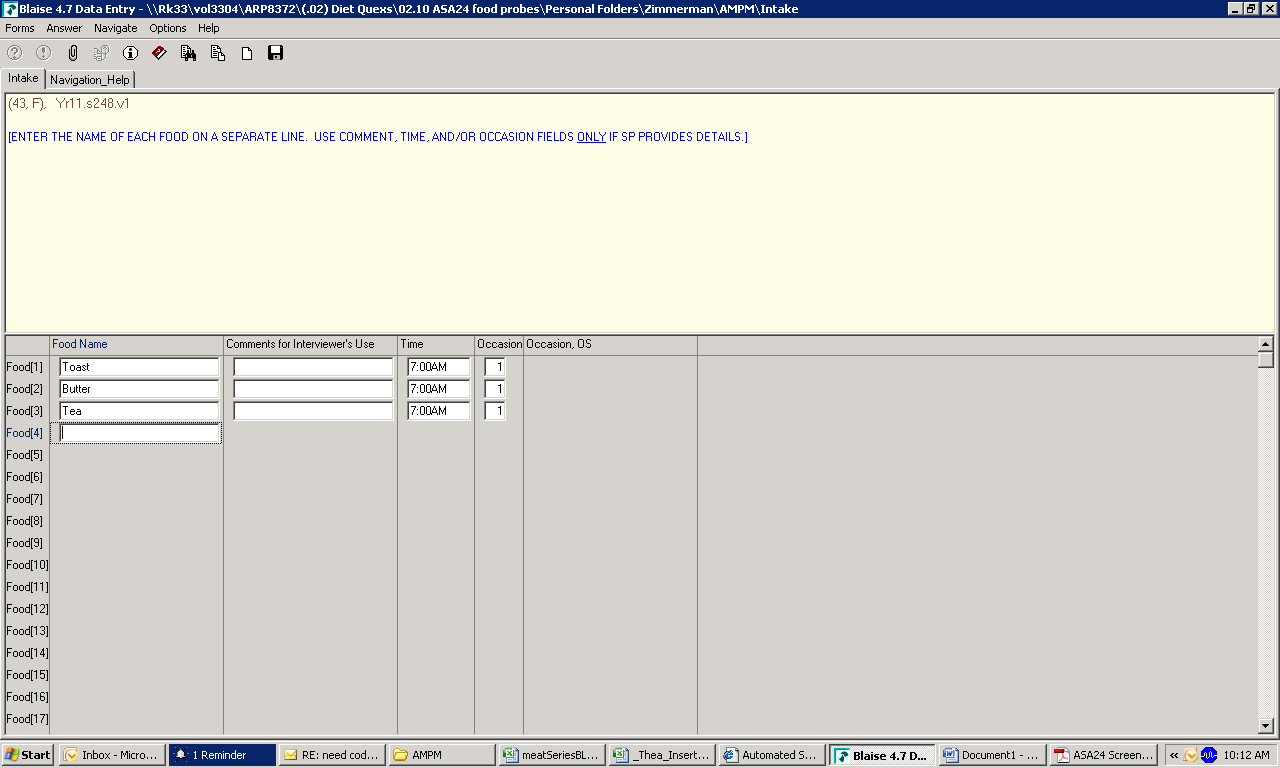 Blaise 4.7 Data Entry - \\Rk33\vol3304\ARP8372\(.02) Diet Quexs\02.10 ASA24 food probes\Personal Folders\Zimmerman\AMPM\Intake
Forms Answer Navigate Options Help
Intake Navigation_Help
(43, F), Yr11.s248.v1
[ENTER THE NAME OF EACH FOOD ON A SEPARATE LINE. USE COMMENT, TIME, AND/OR OCCASION FIELDS ONLY IF SP PROVIDES DETAILS.]
Food Name Comments for Interviewer's Use Time Occasion Occasion, OS
Food[1] Toast 7:00AM 1
Food[2] Butter 7:00AM 1
Food[3] Tea 7:00AM 1
Food[4]
Food[5]
Food[6]
Food[7]
Food[8]
Food[9]
Food[10]
Food[11]
Food[12]
Food[13]
Food[14]
Food[15]
Food[16]
Food[17]
Start Inbox - Micro... 1 Reminder RE: need cod... AMPM meatSeriesBL... _Thea_Insert... Automated S... Blaise 4.7 D... Document1 - ... ASA24 Screen... « 10:12 AM